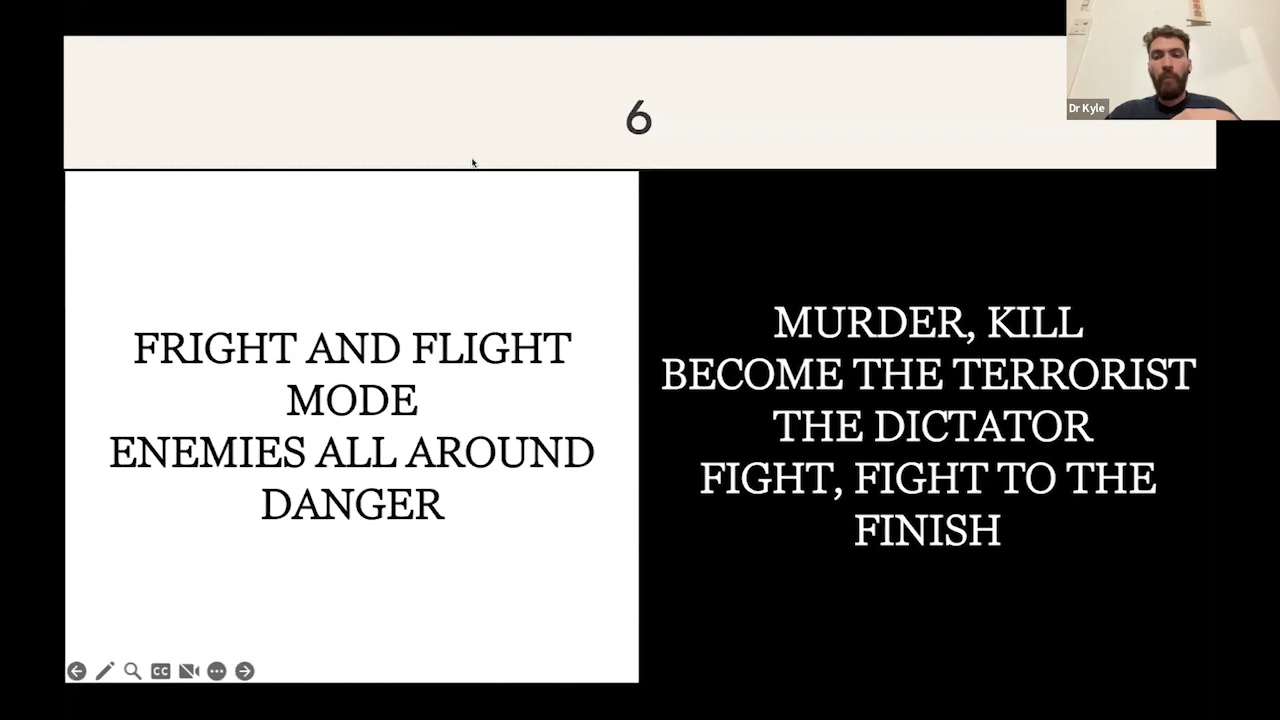 6
Dr Kyle
FRIGHT AND FLIGHT
MODE
ENEMIES ALL AROUND
DANGER
MURDER, KILL
BECOME THE TERRORIST
THE DICTATOR
FIGHT, FIGHT TO THE
FINISH
CC